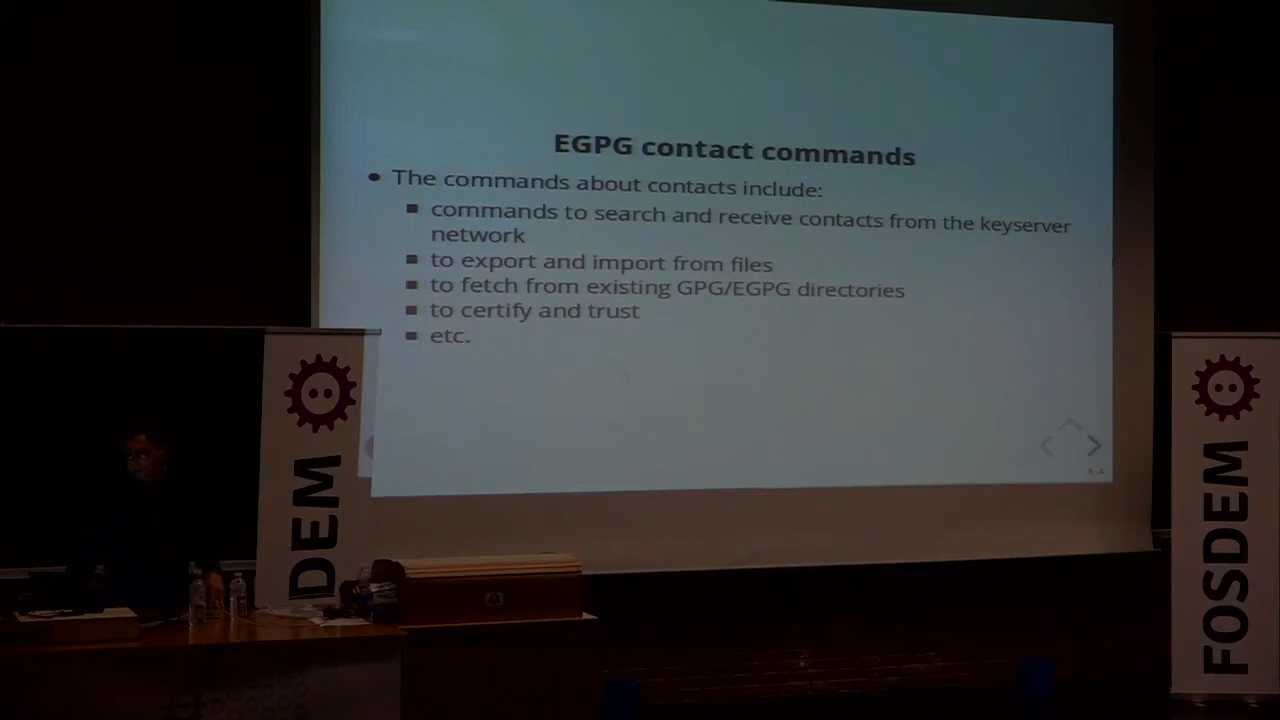 EGPG contact commands
• The commands about contacts include:
▪ commands to search and receive contacts from the keyserver
network
▪ to export and import from files
▪ to fetch from existing GPG/EGPG directories
▪ to certify and trust
▪ etc.
DEM
FOSDEM